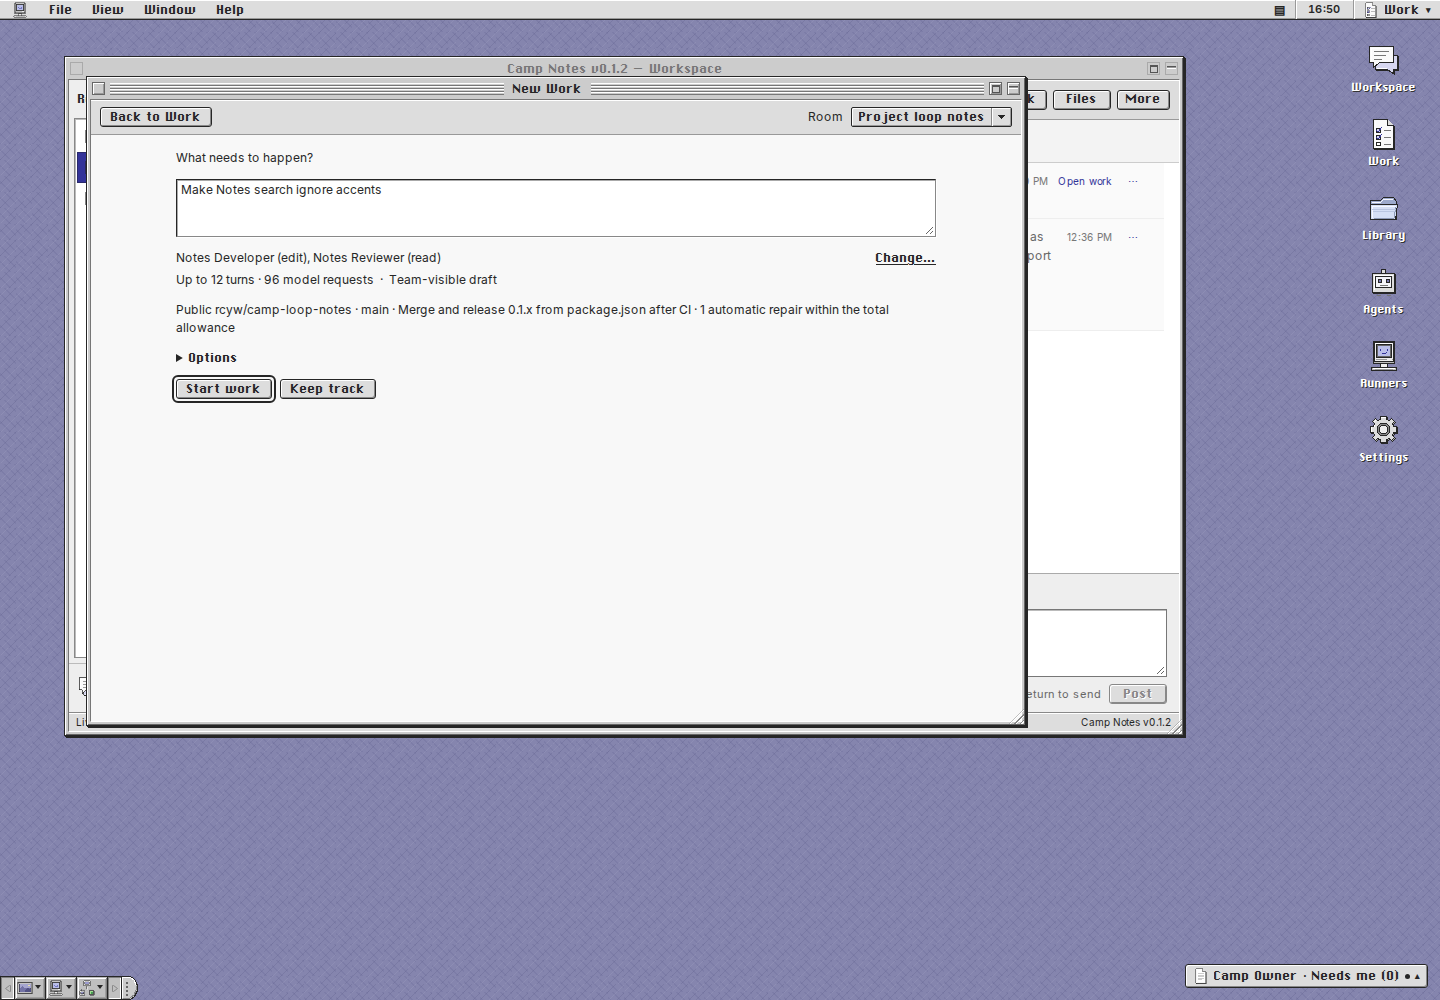 File View Window Help
16:50 Work
Camp Notes v0.1.2 — Workspace
New Work
Back to Work
Room Project loop notes
Files More
What needs to happen?
Make Notes search ignore accents
Notes Developer (edit), Notes Reviewer (read) Change...
Up to 12 turns · 96 model requests · Team-visible draft
Public rcyw/camp-loop-notes · main · Merge and release 0.1.x from package.json after CI · 1 automatic repair within the total
allowance
Options
Start work Keep track
PM Open work ...
as 12:36 PM ...
port
to send Post
Camp Notes v0.1.2
Workspace
Work
Library
Agents
Runners
Settings
Camp Owner · Needs me (0)